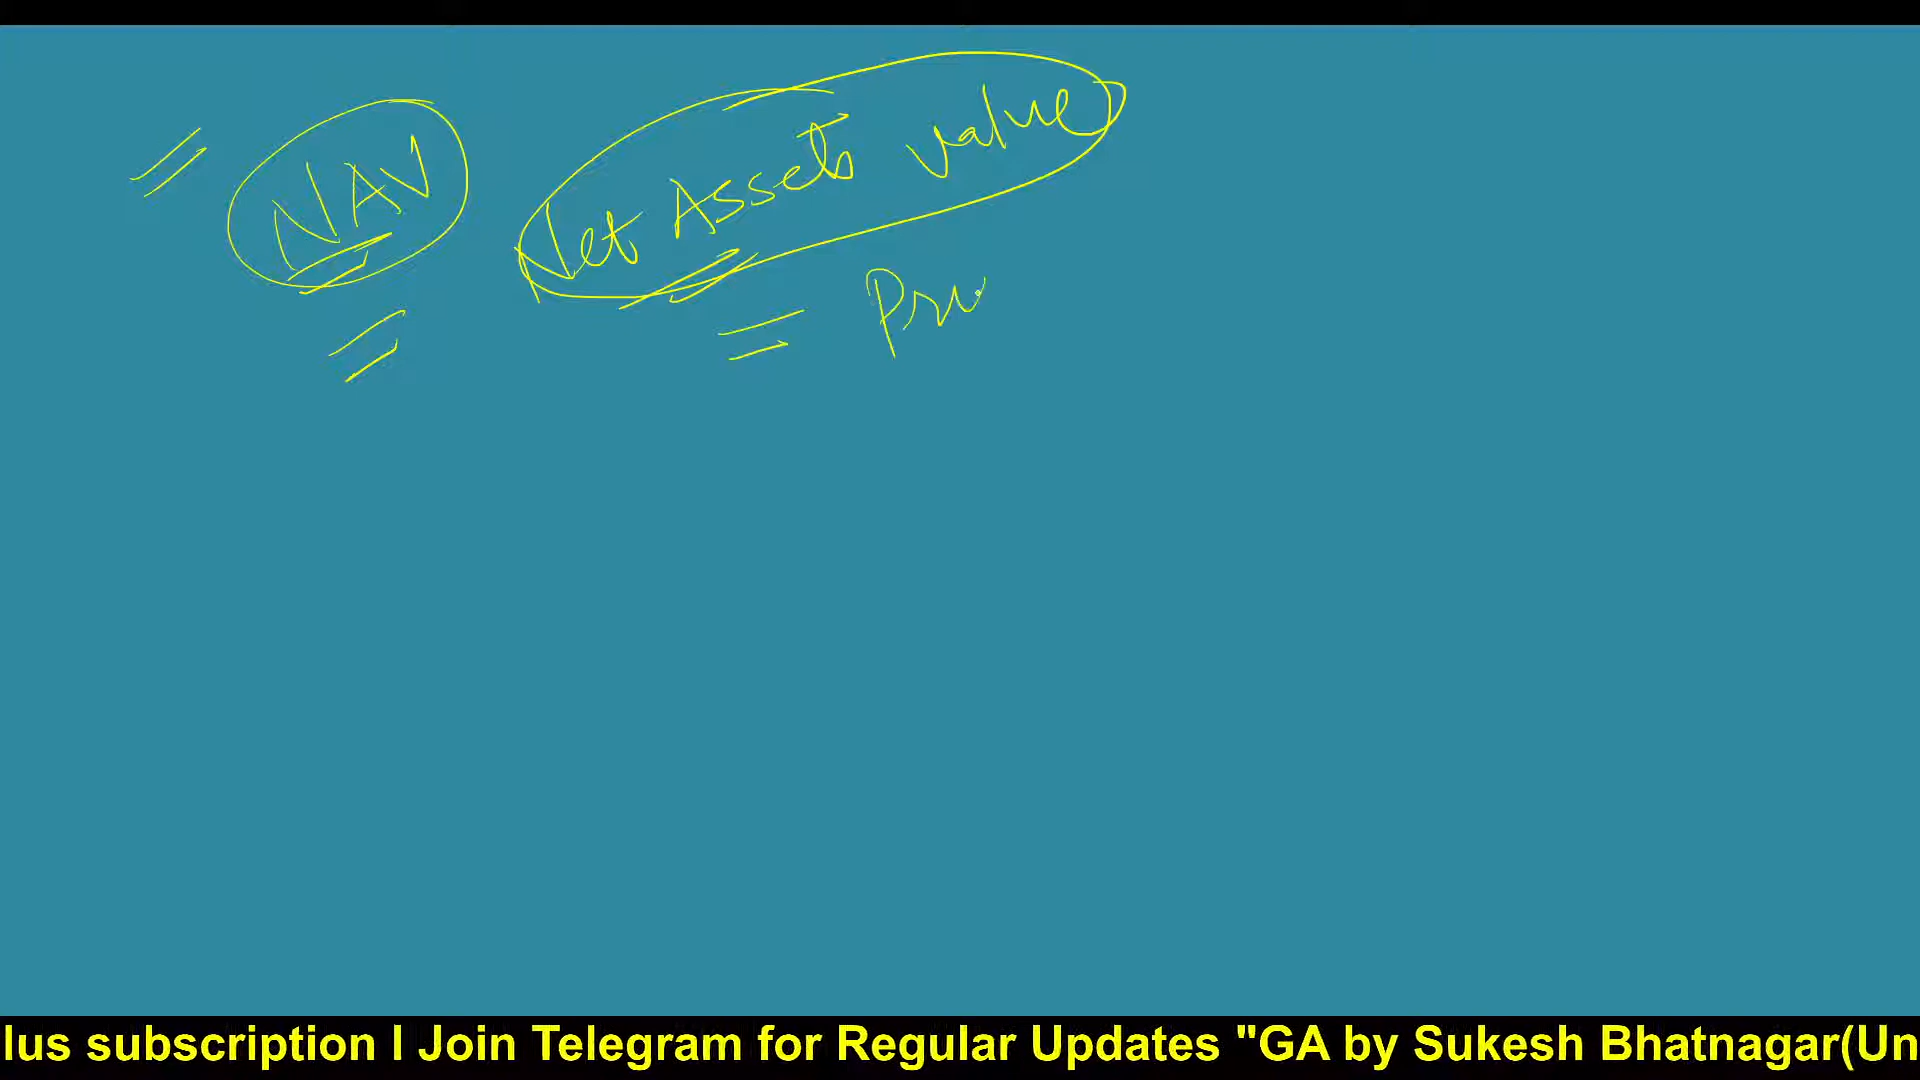 = NAV Net Assets value
= = Pri
lus subscription I Join Telegram for Regular Updates "GA by Sukesh Bhatnagar(Un